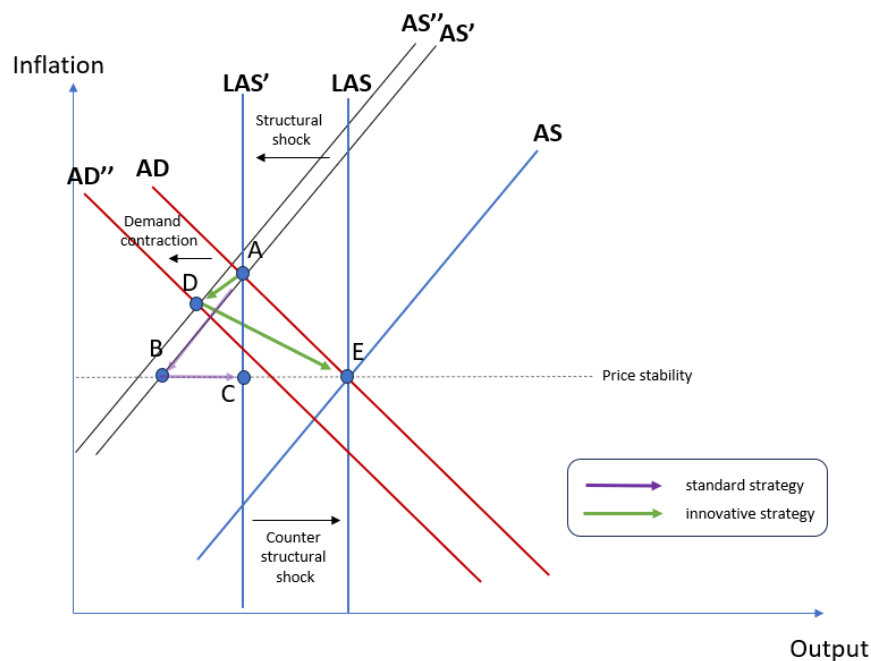 AS’’
AS’
Inflation
LAS’
LAS
Structural
shock
AS
AD’’
AD
Demand
contraction
A
D
B
E
C
Price stability
standard strategy
innovative strategy
Counter
structural
shock
Output